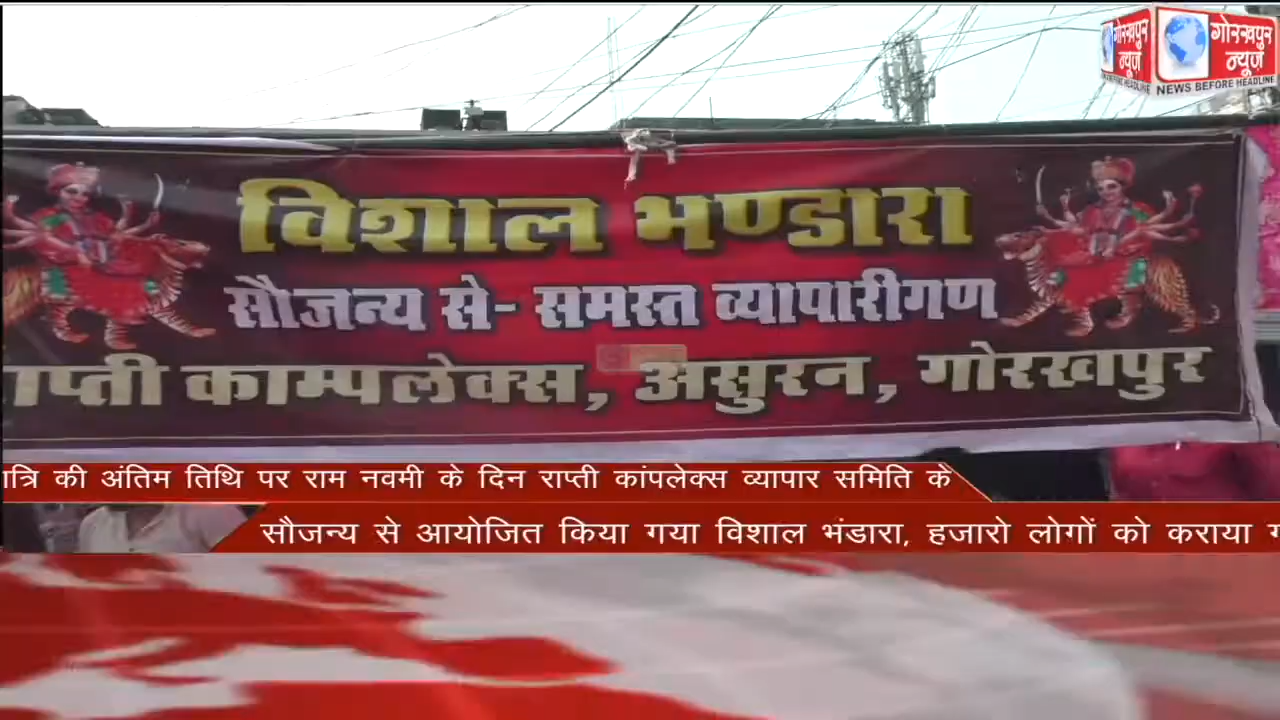 गोरखपुर
न्यूज
गोरखपुर
न्यूज
NEWS BEFORE HEADLINE
विशाल भण्डारा
सौजन्य से- समस्त व्यापारीगण
ाप्ती काम्पलेक्स, असुरन, गोरखपुर
ात्रि की अंतिम तिथि पर राम नवमी के दिन राप्ती कांपलेक्स व्यापार समिति के
सौजन्य से आयोजित किया गया विशाल भंडारा, हजारो लोगों को कराया